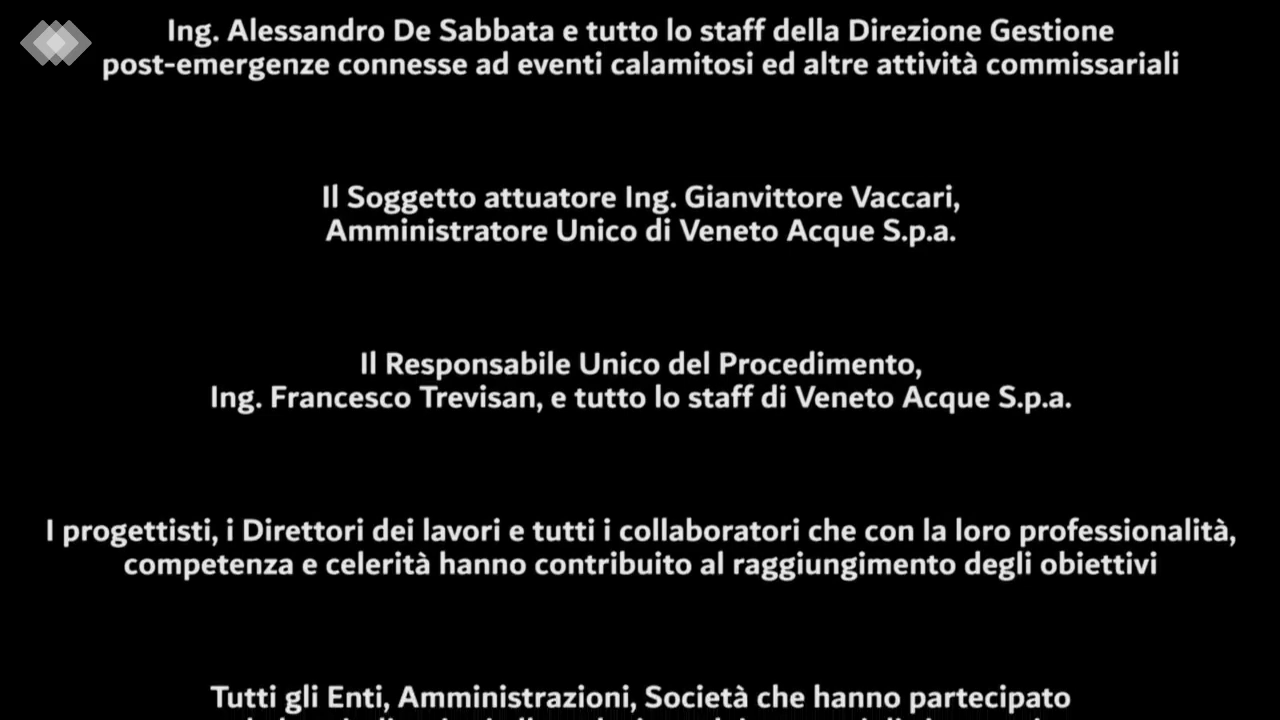 Ing. Alessandro De Sabbata e tutto lo staff della Direzione Gestione
post-emergenze connesse ad eventi calamitosi ed altre attività commissariali
Il Soggetto attuatore Ing. Gianvittore Vaccari,
Amministratore Unico di Veneto Acque S.p.a.
Il Responsabile Unico del Procedimento,
Ing. Francesco Trevisan, e tutto lo staff di Veneto Acque S.p.a.
I progettisti, i Direttori dei lavori e tutti i collaboratori che con la loro professionalità,
competenza e celerità hanno contribuito al raggiungimento degli obiettivi
Tutti gli Enti, Amministrazioni, Società che hanno partecipato